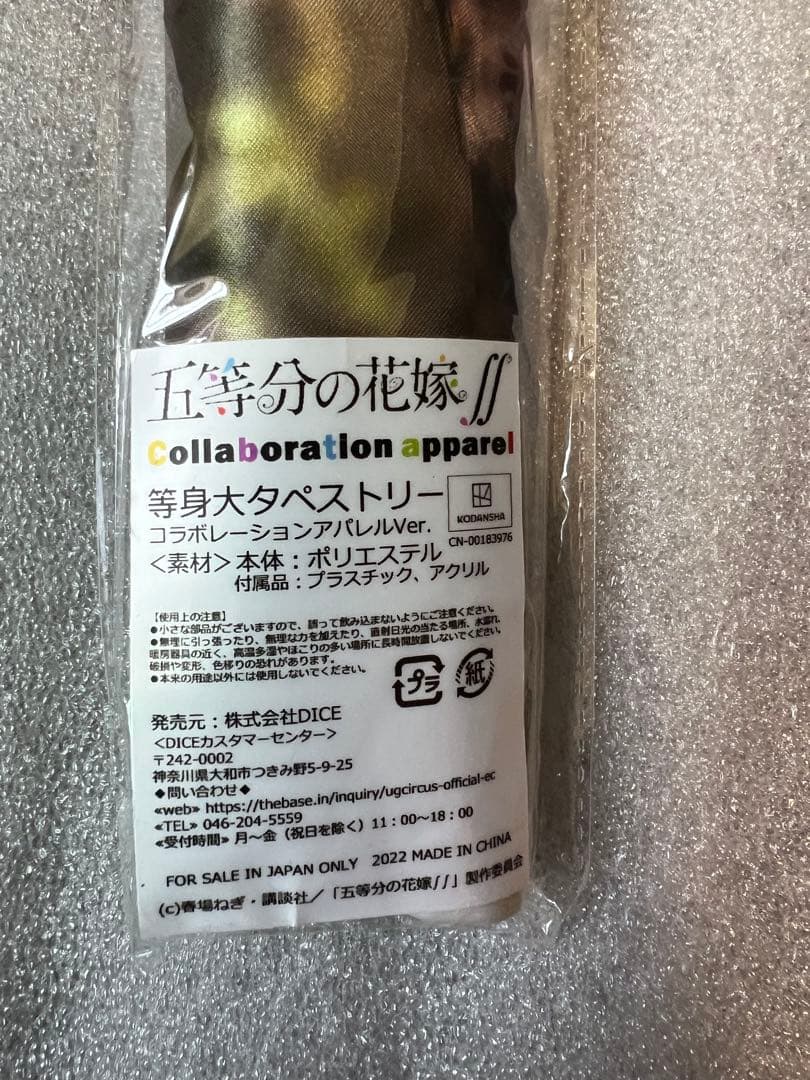 五等分の花嫁∬
Collaboration apparel
等身大タペストリー
コラボレーションアパレルVer.
KODANSHA
CN-00183976
＜素材＞本体：ポリエステル
付属品：プラスチック、アクリル
【使用上の注意】
●小さな部品がございますので、誤って飲み込まないようにご注意ください。
●無理に引っ張ったり、無理な力を加えたり、直射日光の当たる場所、水濡れ、
暖房器具の近く、高温多湿やほこりの多い場所に長時間放置しないでください。
破損や変形、色移りの恐れがあります。
●本来の用途以外には使用しないでください。
プラ
紙
発売元：株式会社DICE
＜DICEカスタマーセンター＞
〒242-0002
神奈川県大和市つきみ野5-9-25
◆問い合わせ◆
≪web≫ https://thebase.in/inquiry/ugcircus-official-ec
≪TEL≫ 046-204-5559
≪受付時間≫ 月～金（祝日を除く）11：00～18：00
FOR SALE IN JAPAN ONLY 2022 MADE IN CHINA
(c)春場ねぎ・講談社／「五等分の花嫁∬」製作委員会